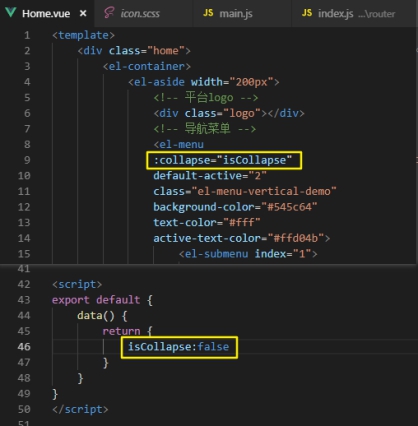 Home.vue × icon.scss JS main.js JS index.js ...\router
1 <template>
2 <div class="home">
3 <el-container>
4 <el-aside width="200px">
5 <!-- 平台logo -->
6 <div class="logo"></div>
7 <!-- 导航菜单 -->
8 <el-menu
9 :collapse="isCollapse"
10 default-active="2"
11 class="el-menu-vertical-demo"
12 background-color="#545c64"
13 text-color="#fff"
14 active-text-color="#ffd04b">
15 <el-submenu index="1">
41
42 <script>
43 export default {
44 data() {
45 return {
46 isCollapse:false
47 }
48 }
49 }
50 </script>
51